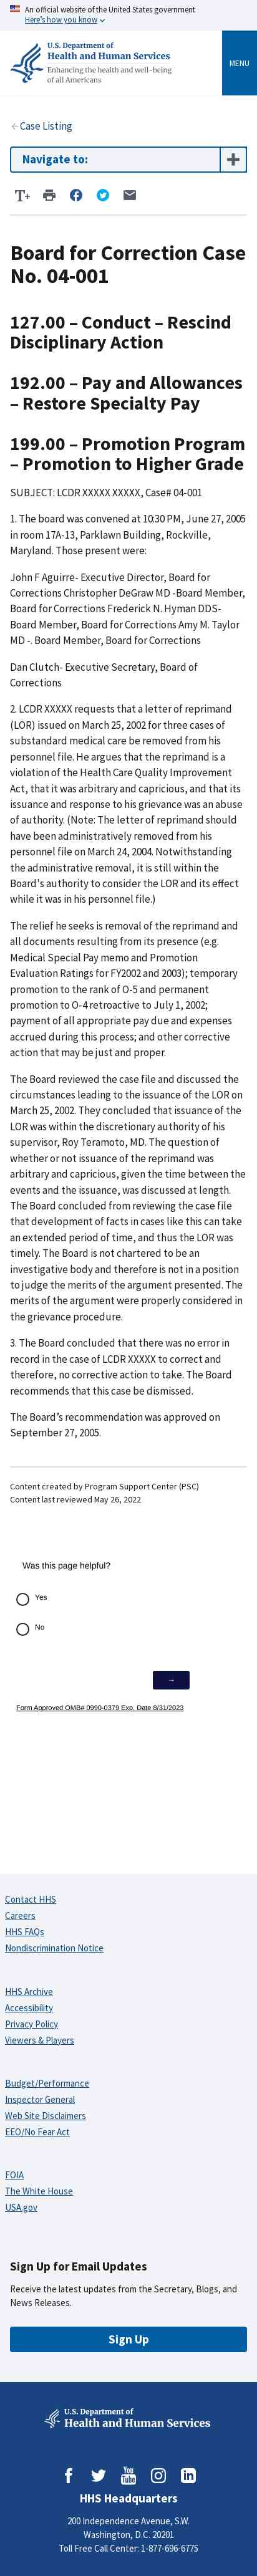 An official website of the United States government
Here's how you know
U.S. Department of
Health and Human Services
Enhancing the health and well-being
of all Americans
MENU
Case Listing
Navigate to:
T+
Board for Correction Case
No. 04-001
127.00 – Conduct – Rescind
Disciplinary Action
192.00 – Pay and Allowances
– Restore Specialty Pay
199.00 – Promotion Program
– Promotion to Higher Grade
SUBJECT: LCDR XXXXX XXXXX, Case# 04-001
1. The board was convened at 10:30 PM, June 27, 2005
in room 17A-13, Parklawn Building, Rockville,
Maryland. Those present were:
John F Aguirre- Executive Director, Board for
Corrections Christopher DeGraw MD -Board Member,
Board for Corrections Frederick N. Hyman DDS-
Board Member, Board for Corrections Amy M. Taylor
MD -. Board Member, Board for Corrections
Dan Clutch- Executive Secretary, Board of
Corrections
2. LCDR XXXXX requests that a letter of reprimand
(LOR) issued on March 25, 2002 for three cases of
substandard medical care be removed from his
personnel file. He argues that the reprimand is a
violation of the Health Care Quality Improvement
Act, that it was arbitrary and capricious, and that its
issuance and response to his grievance was an abuse
of authority. (Note: The letter of reprimand should
have been administratively removed from his
personnel file on March 24, 2004. Notwithstanding
the administrative removal, it is still within the
Board's authority to consider the LOR and its effect
while it was in his personnel file.)
The relief he seeks is removal of the reprimand and
all documents resulting from its presence (e.g.
Medical Special Pay memo and Promotion
Evaluation Ratings for FY2002 and 2003); temporary
promotion to the rank of O-5 and permanent
promotion to O-4 retroactive to July 1, 2002;
payment of all appropriate pay due and expenses
accrued during this process; and other corrective
action that may be just and proper.
The Board reviewed the case file and discussed the
circumstances leading to the issuance of the LOR on
March 25, 2002. They concluded that issuance of the
LOR was within the discretionary authority of his
supervisor, Roy Teramoto, MD. The question of
whether or not issuance of the reprimand was
arbitrary and capricious, given the time between the
events and the issuance, was discussed at length.
The Board concluded from reviewing the case file
that development of facts in cases like this can take
an extended period of time, and thus the LOR was
timely. The Board is not chartered to be an
investigative body and therefore is not in a position
to judge the merits of the argument presented. The
merits of the argument were properly considered in
the grievance procedure.
3. The Board concluded that there was no error in
record in the case of LCDR XXXXX to correct and
therefore, no corrective action to take. The Board
recommends that this case be dismissed.
The Board's recommendation was approved on
September 27, 2005.
Content created by Program Support Center (PSC)
Content last reviewed May 26, 2022
Was this page helpful?
Yes
No
→
Form Approved OMB# 0990-0379 Exp. Date 8/31/2023
Contact HHS
Careers
HHS FAQs
Nondiscrimination Notice
HHS Archive
Accessibility
Privacy Policy
Viewers & Players
Budget/Performance
Inspector General
Web Site Disclaimers
EEO/No Fear Act
FOIA
The White House
USA.gov
Sign Up for Email Updates
Receive the latest updates from the Secretary, Blogs, and
News Releases.
Sign Up
U.S. Department of
Health and Human Services
HHS Headquarters
200 Independence Avenue, S.W.
Washington, D.C. 20201
Toll Free Call Center: 1-877-696-6775